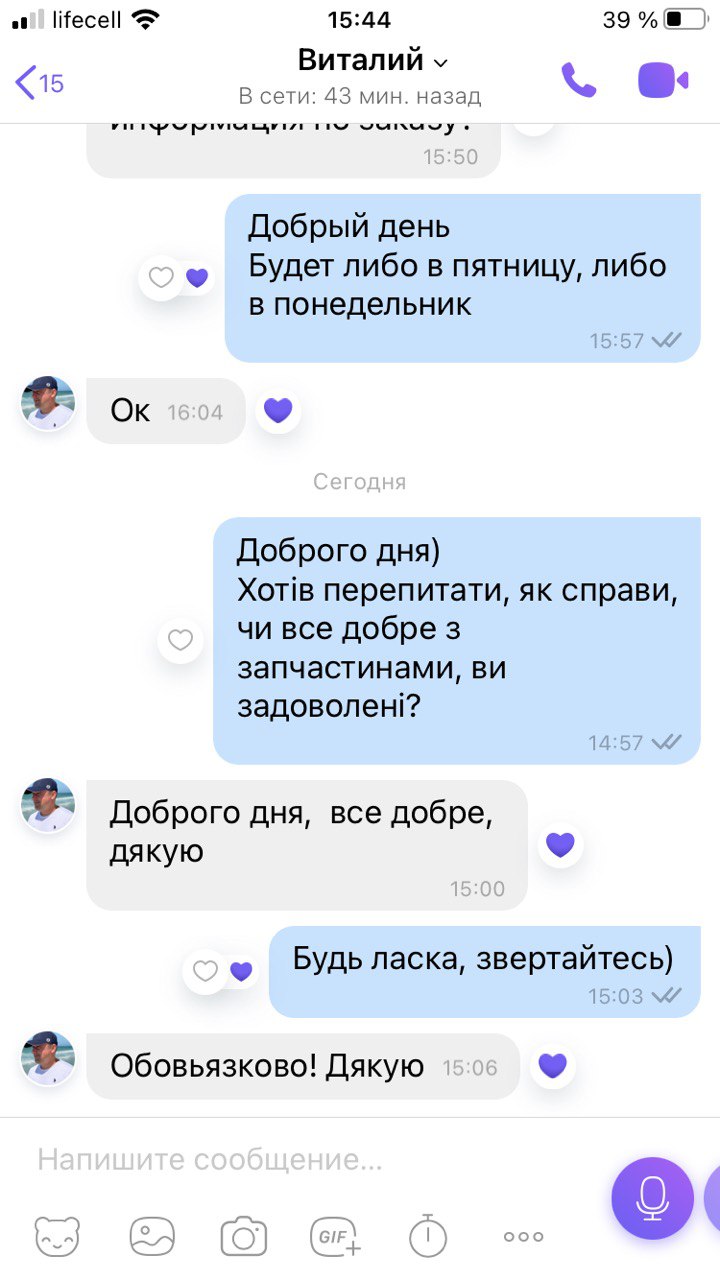 lifecell
15:44
39 %
15
Виталий
В сети: 43 мин. назад
информация по заказу?
15:50
Добрый день
Будет либо в пятницу, либо
в понедельник
15:57
Ок 16:04
Сегодня
Доброго дня)
Хотів перепитати, як справи,
чи все добре з
запчастинами, ви
задоволені?
14:57
Доброго дня, все добре,
дякую
15:00
Будь ласка, звертайтесь)
15:03
Обовьязково! Дякую 15:06
Напишите сообщение...
GIF